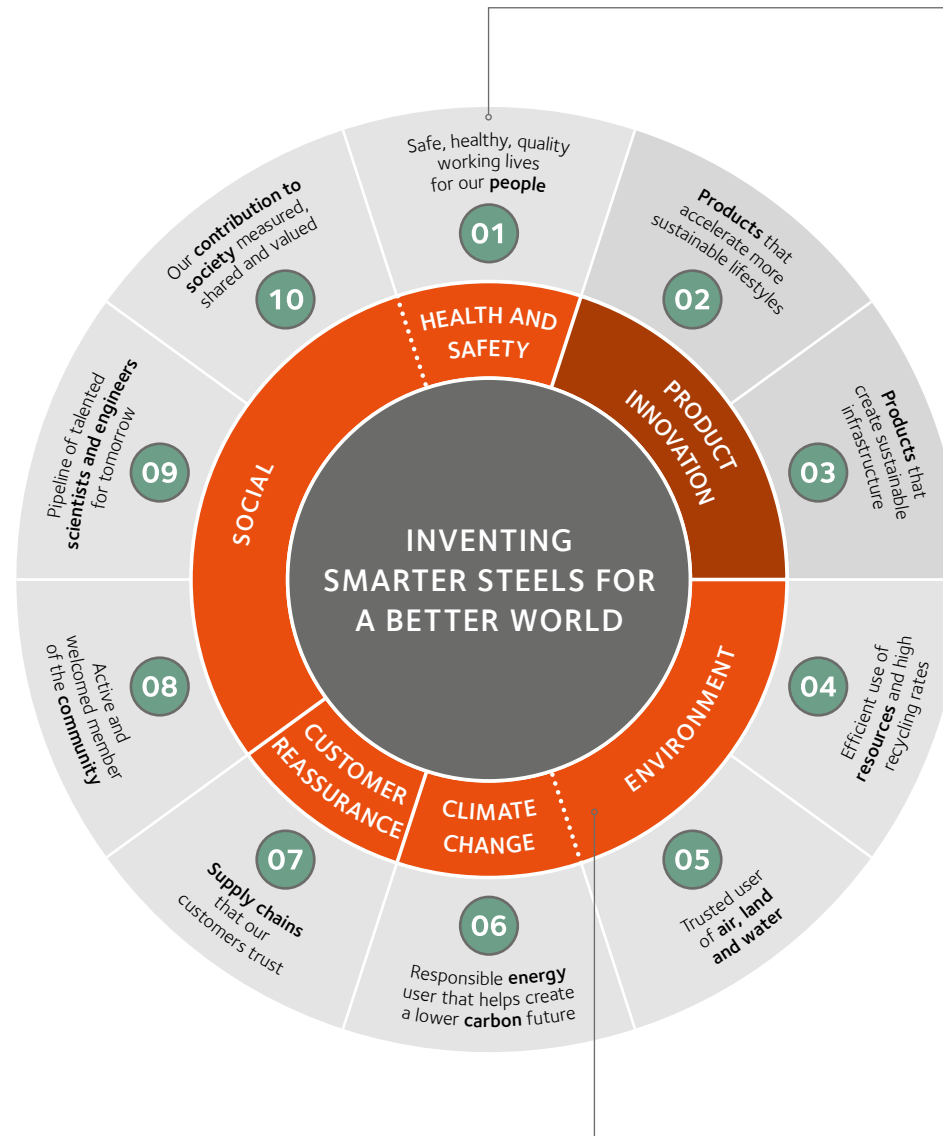 INVENTING
SMARTER STEELS FOR
A BETTER WORLD
HEALTH AND
SAFETY
PRODUCT
INNOVATION
ENVIRONMENT
CLIMATE
CHANGE
CUSTOMER
REASSURANCE
SOCIAL
Safe, healthy, quality
working lives
for our people
01
Products that
accelerate more
sustainable lifestyles
02
Products that
create sustainable
infrastructure
03
04
Efficient use of
resources and high
recycling rates
05
Trusted user
of air, land
and water
06
Responsible energy
user that helps create
a lower carbon future
07
Supply chains
that our
customers trust
08
Active and
welcomed member
of the community
09
Pipeline of talented
scientists and engineers
for tomorrow
Our contribution to
society measured,
shared and valued
10